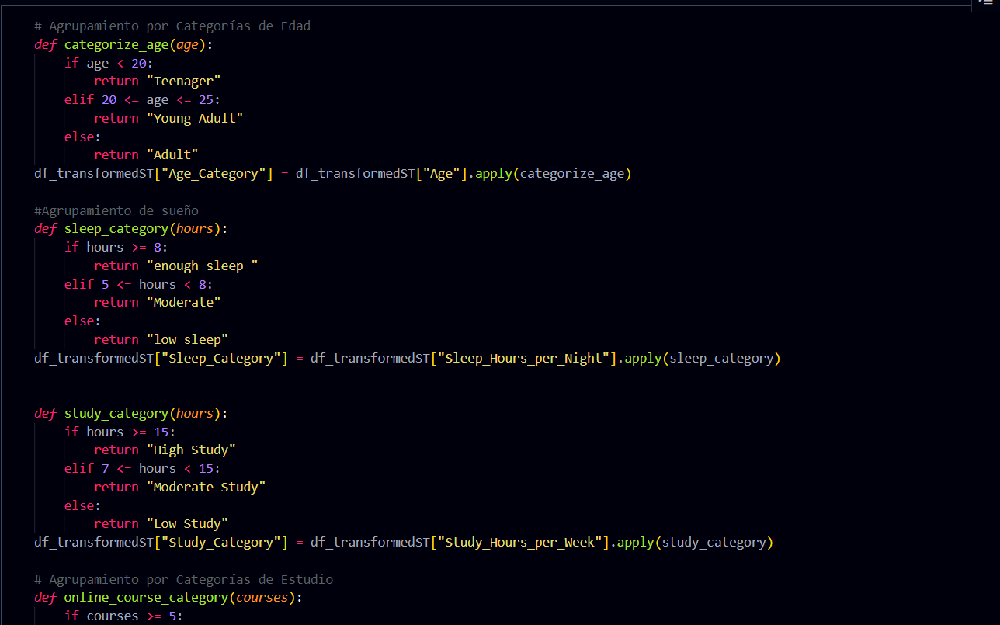 # Agrupamiento por Categorías de Edad
def categorize_age(age):
    if age < 20:
        return "Teenager"
    elif 20 <= age <= 25:
        return "Young Adult"
    else:
        return "Adult"
df_transformedST["Age_Category"] = df_transformedST["Age"].apply(categorize_age)

#Agrupamiento de sueño
def sleep_category(hours):
    if hours >= 8:
        return "enough sleep "
    elif 5 <= hours < 8:
        return "Moderate"
    else:
        return "low sleep"
df_transformedST["Sleep_Category"] = df_transformedST["Sleep_Hours_per_Night"].apply(sleep_category)


def study_category(hours):
    if hours >= 15:
        return "High Study"
    elif 7 <= hours < 15:
        return "Moderate Study"
    else:
        return "Low Study"
df_transformedST["Study_Category"] = df_transformedST["Study_Hours_per_Week"].apply(study_category)

# Agrupamiento por Categorías de Estudio
def online_course_category(courses):
    if courses >= 5: